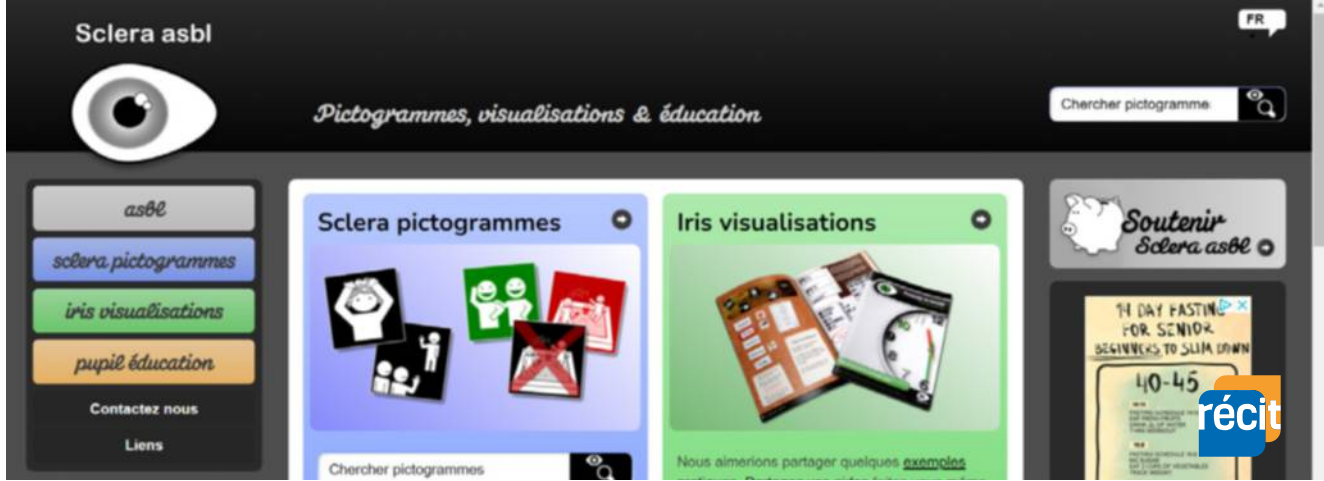 Sclera asbl
FR
Pictogrammes, visualisations & éducation
Chercher pictogramme
asbl
sclera pictogrammes
iris visualisations
pupil éducation
Contactez nous
Liens
Sclera pictogrammes
Chercher pictogrammes
Iris visualisations
Nous aimerions partager quelques exemples
Soutenir
Sclera asbl
14 DAY FASTING
FOR SENIOR
BEGINNERS TO SLIM DOWN
40-45
récit